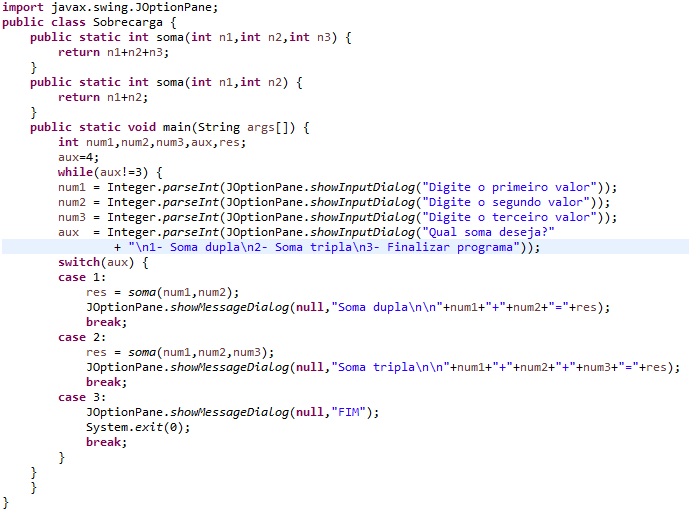 import javax.swing.JOptionPane;
public class Sobrecarga {
    public static int soma(int n1,int n2,int n3) {
        return n1+n2+n3;
    }
    public static int soma(int n1,int n2) {
        return n1+n2;
    }
    public static void main(String args[]) {
        int num1,num2,num3,aux,res;
        aux=4;
        while(aux!=3) {
        num1 = Integer.parseInt(JOptionPane.showInputDialog("Digite o primeiro valor"));
        num2 = Integer.parseInt(JOptionPane.showInputDialog("Digite o segundo valor"));
        num3 = Integer.parseInt(JOptionPane.showInputDialog("Digite o terceiro valor"));
        aux  = Integer.parseInt(JOptionPane.showInputDialog("Qual soma deseja?"
                + "\n1- Soma dupla\n2- Soma tripla\n3- Finalizar programa"));
        switch(aux) {
        case 1:
            res = soma(num1,num2);
            JOptionPane.showMessageDialog(null,"Soma dupla\n\n"+num1+"+"+num2+"="+res);
            break;
        case 2:
            res = soma(num1,num2,num3);
            JOptionPane.showMessageDialog(null,"Soma tripla\n\n"+num1+"+"+num2+"+"+num3+"="+res);
            break;
        case 3:
            JOptionPane.showMessageDialog(null,"FIM");
            System.exit(0);
            break;
        }
    }
    }
}